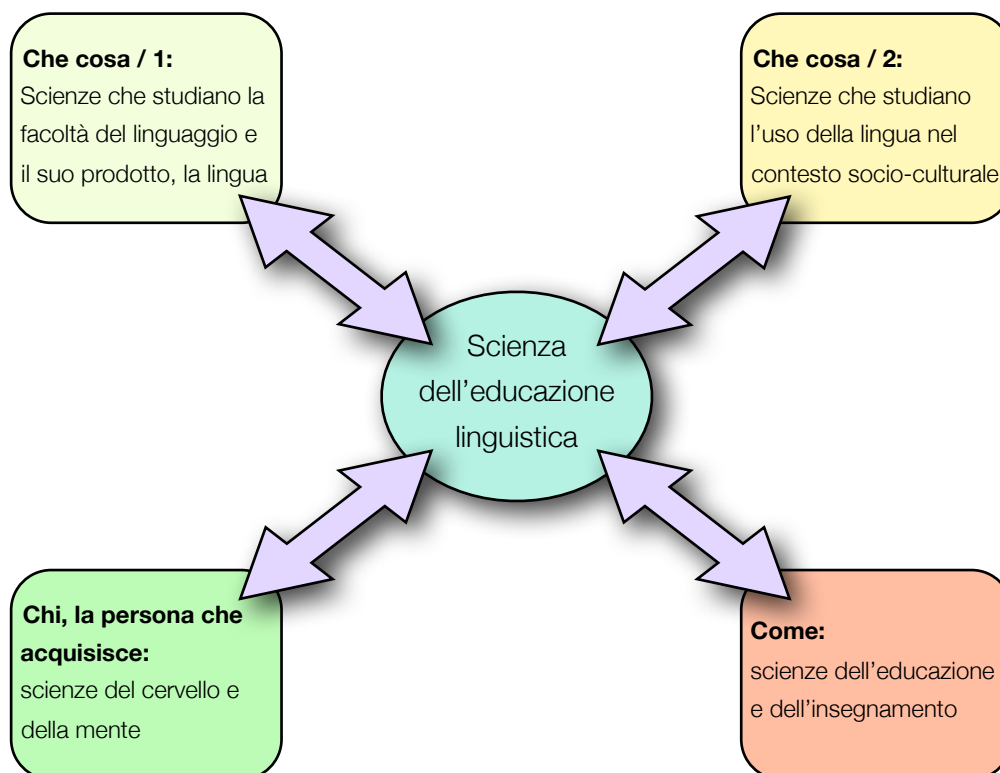 Che cosa / 1:
Scienze che studiano la
facoltà del linguaggio e
il suo prodotto, la lingua
Che cosa / 2:
Scienze che studiano
l’uso della lingua nel
contesto socio-culturale
Scienza
dell’educazione
linguistica
Chi, la persona che
acquisisce:
scienze del cervello e
della mente
Come:
scienze dell’educazione
e dell’insegnamento